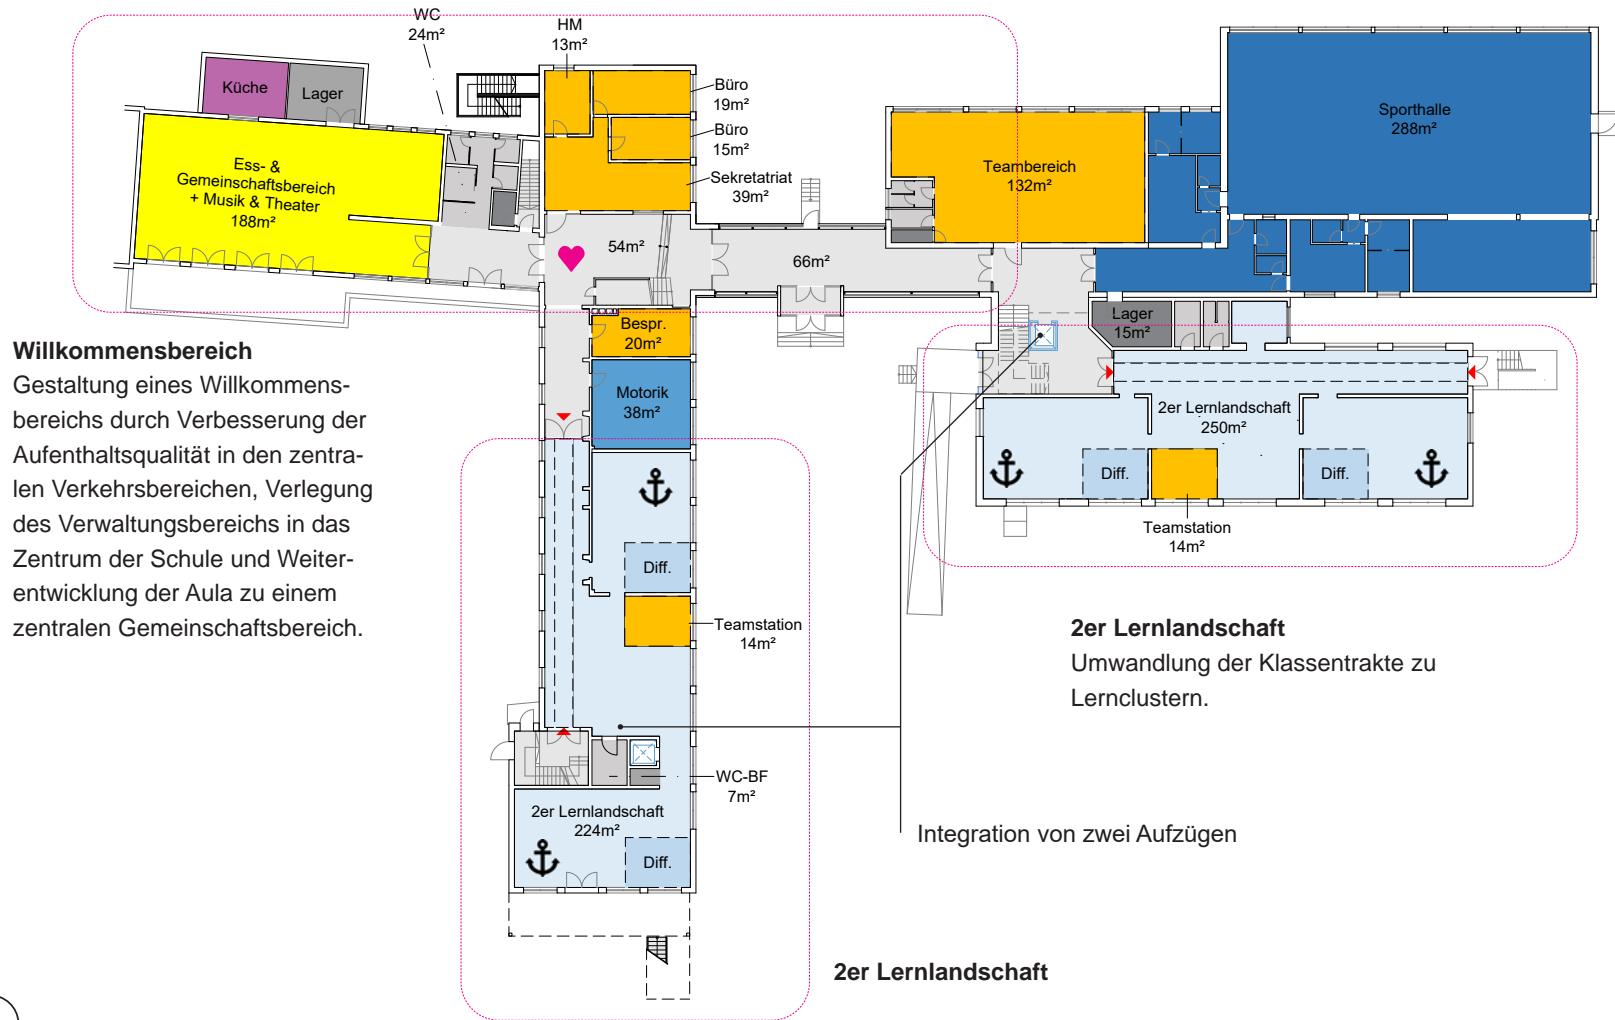 WC
24m²
HM
13m²
Büro
19m²
Büro
15m²
Sekretatriat
39m²
Küche
Lager
Ess- &
Gemeinschaftsbereich
+ Musik & Theater
188m²
54m²
66m²
Teambereich
132m²
Sporthalle
288m²
Bespr.
20m²
Motorik
38m²
Lager
15m²
2er Lernlandschaft
250m²
Diff.
Diff.
Teamstation
14m²
Diff.
Teamstation
14m²
WC-BF
7m²
2er Lernlandschaft
224m²
Diff.
Willkommensbereich
Gestaltung eines Willkommens-
bereichs durch Verbesserung der
Aufenthaltsqualität in den zentra-
len Verkehrsbereichen, Verlegung
des Verwaltungsbereichs in das
Zentrum der Schule und Weiter-
entwicklung der Aula zu einem
zentralen Gemeinschaftsbereich.
2er Lernlandschaft
Umwandlung der Klassentrakte zu
Lernclustern.
Integration von zwei Aufzügen
2er Lernlandschaft